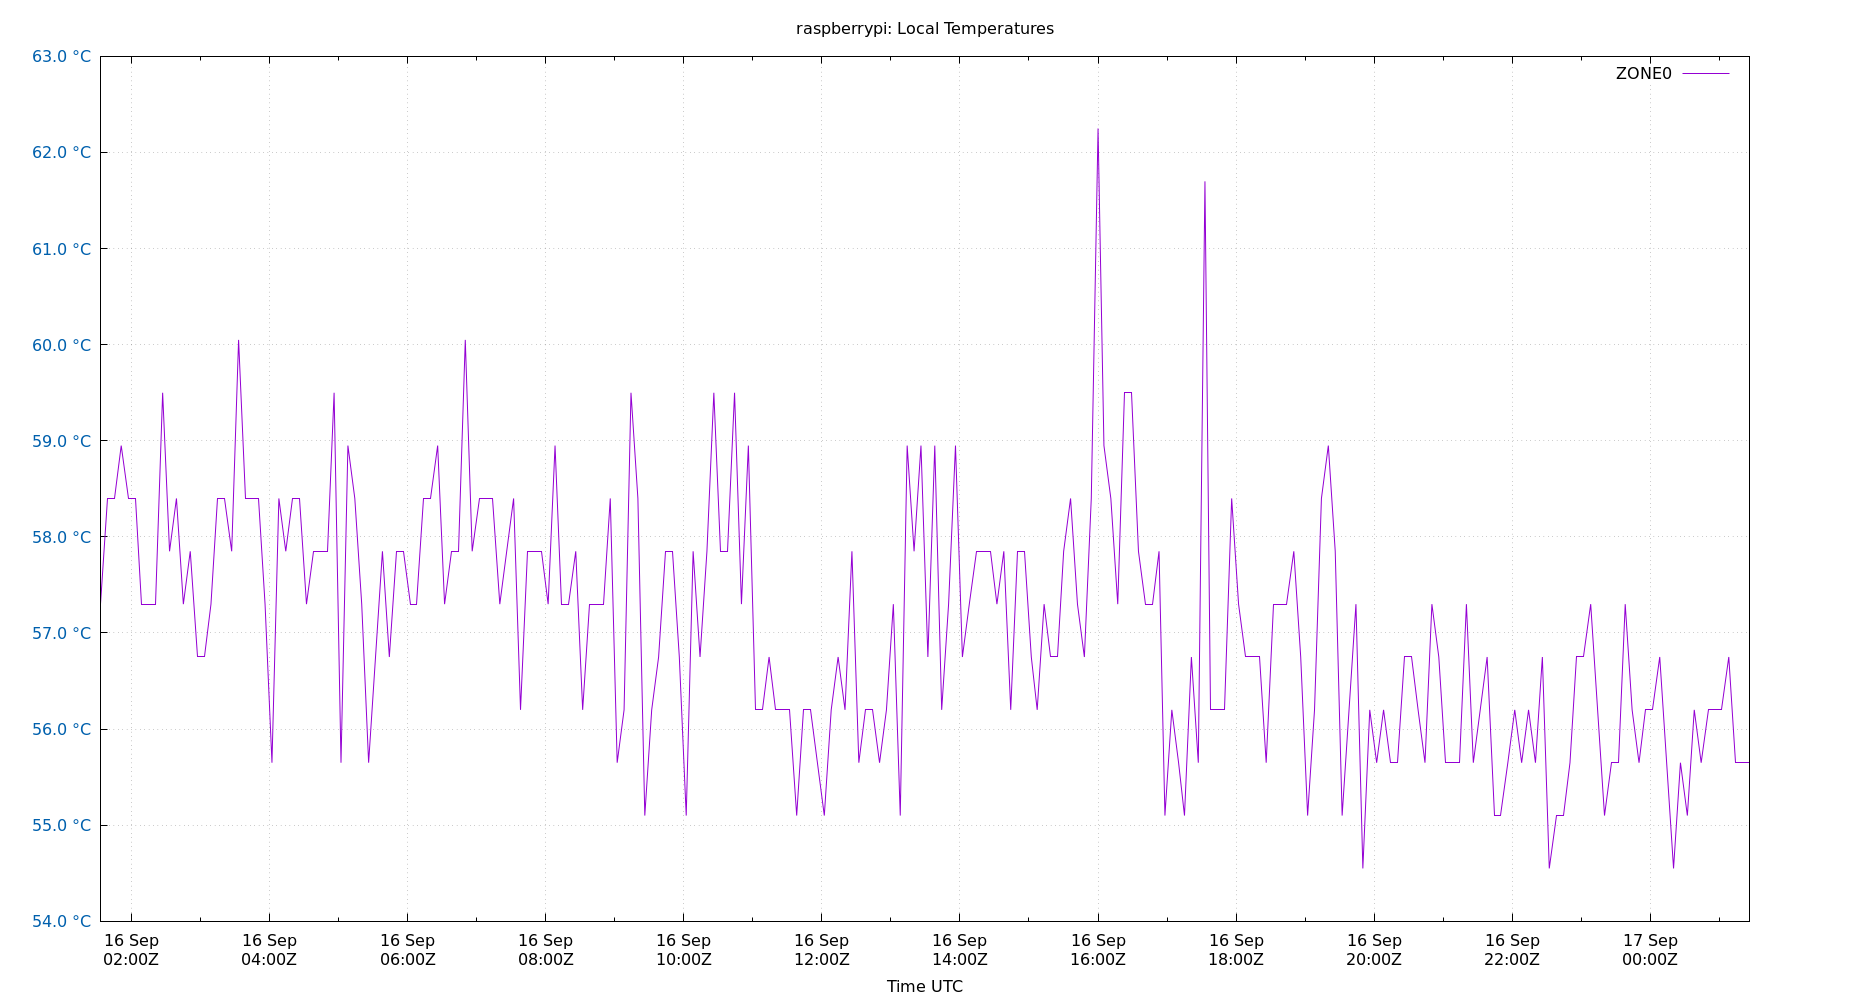 raspberrypi: Local Temperatures
63.0 °C
ZONE0
62.0 °C
61.0 °C
60.0 °C
59.0 °C
58.0 °C
57.0 °C
56.0 °C
55.0 °C
54.0 °C
16 Sep 16 Sep 16 Sep 16 Sep 16 Sep 16 Sep 16 Sep 16 Sep 16 Sep 16 Sep 16 Sep 17 Sep
02:00Z 04:00Z 06:00Z 08:00Z 10:00Z 12:00Z 14:00Z 16:00Z 18:00Z 20:00Z 22:00Z 00:00Z
Time UTC